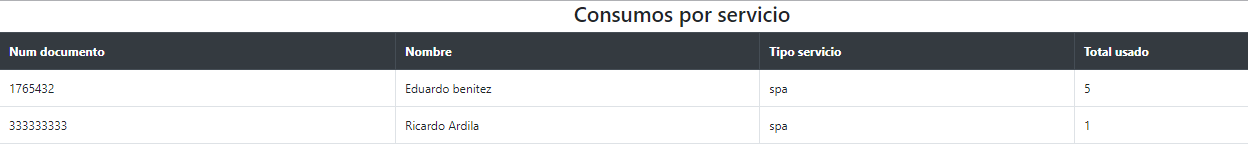 Consumos por servicio
Num documento Nombre Tipo servicio Total usado
1765432 Eduardo benitez spa 5
333333333 Ricardo Ardila spa 1